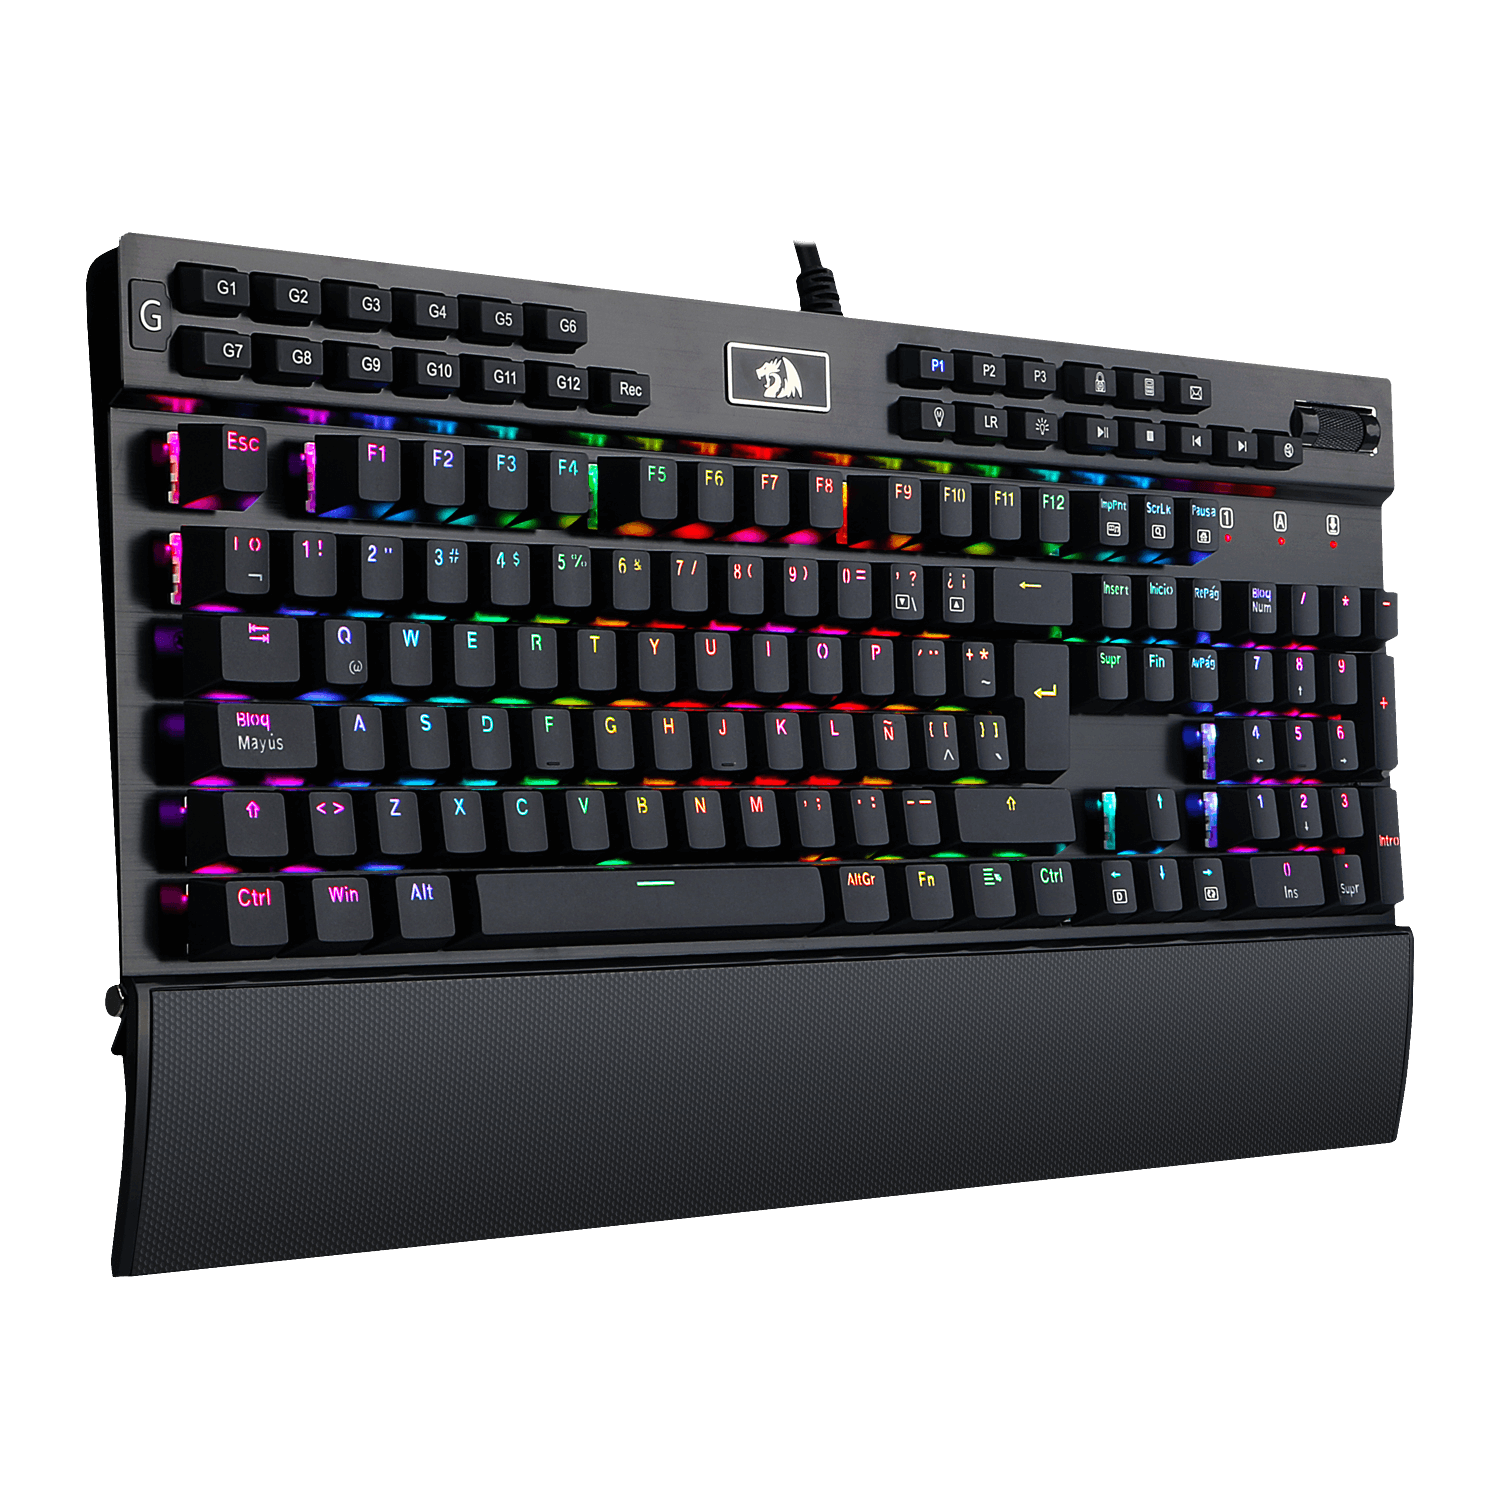 G
G1 G2 G3 G4 G5 G6
G7 G8 G9 G10 G11 G12 Rec
P1 P2 P3
LR
Esc F1 F2 F3 F4 F5 F6 F7 F8 F9 F10 F11 F12 ImpPnt ScrLk Pausa
1 A
| () ¬ 1 ! 2 " 3 # 4 $ 5 % 6 & 7 / 8 ( 9 ) 0 = ' ? \ ¿ ¡ ← Insert Inicio RePág Bloq Num / * -
Q @ W E R T Y U I O P ´ ¨ + * ~ Supr Fin AvPág 7 8 ↑ 9 +
Bloq Mayús A S D F G H J K L Ñ { [ ^ } ] ` 4 ← 5 6 →
⇧ < > Z X C V B N M , ; . : - _ ⇧ ↑ 1 2 ↓ 3 Intro
Ctrl Win Alt AltGr Fn Ctrl ← D ↓ → 0 Ins . Supr